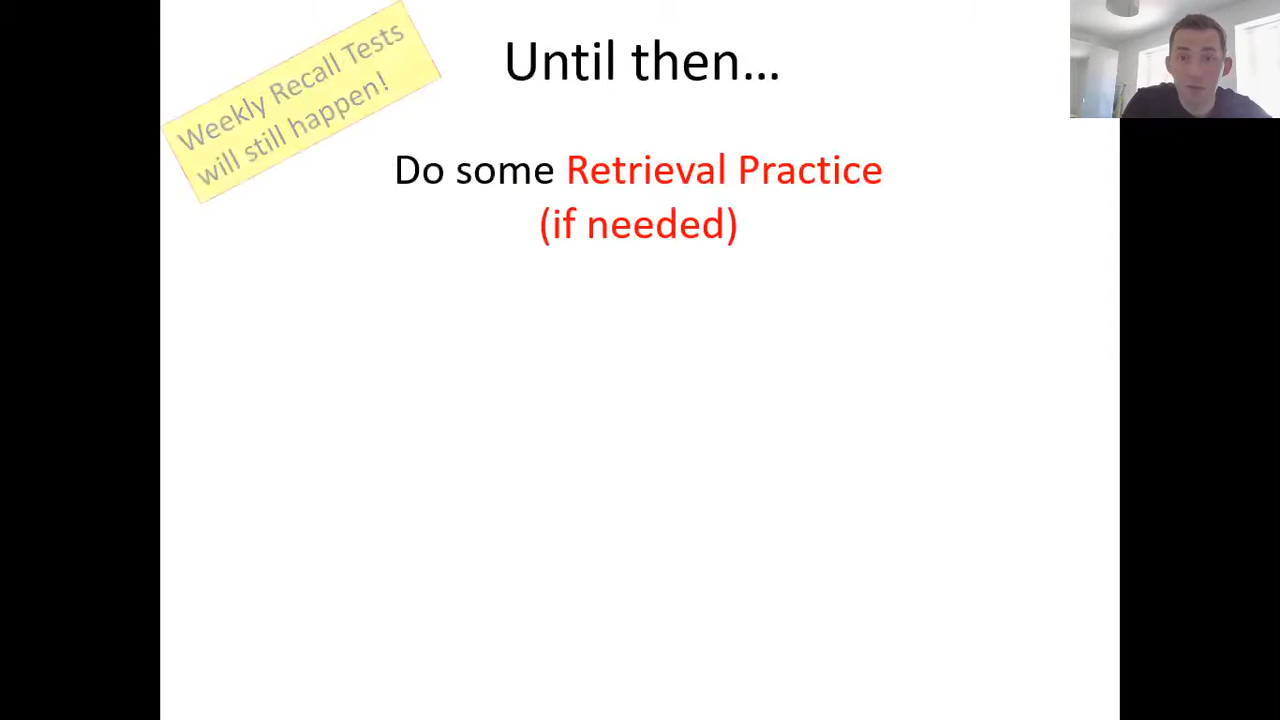 Weekly Recall Tests
will still happen!
Until then…
Do some Retrieval Practice
(if needed)